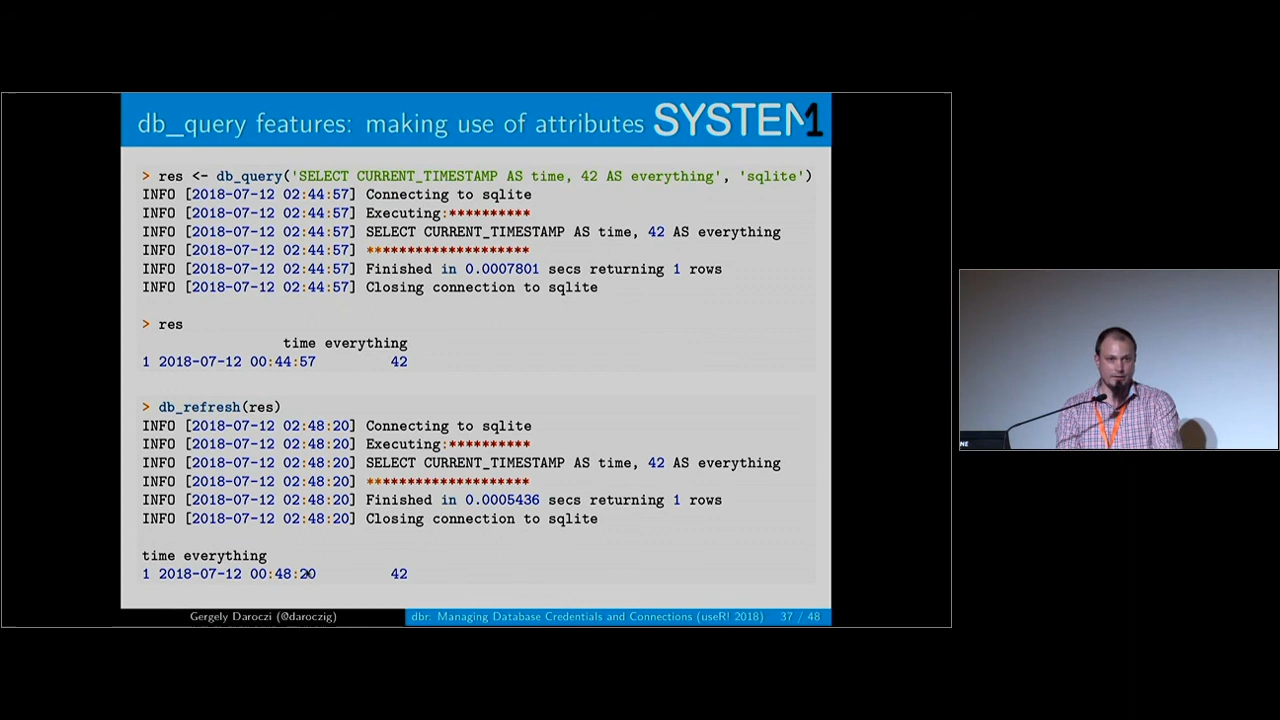 db_query features: making use of attributes SYSTEM1
> res <- db_query('SELECT CURRENT_TIMESTAMP AS time, 42 AS everything', 'sqlite')
INFO [2018-07-12 02:44:57] Connecting to sqlite
INFO [2018-07-12 02:44:57] Executing:**********
INFO [2018-07-12 02:44:57] SELECT CURRENT_TIMESTAMP AS time, 42 AS everything
INFO [2018-07-12 02:44:57] ********************
INFO [2018-07-12 02:44:57] Finished in 0.0007801 secs returning 1 rows
INFO [2018-07-12 02:44:57] Closing connection to sqlite
> res
time everything
1 2018-07-12 00:44:57 42
> db_refresh(res)
INFO [2018-07-12 02:48:20] Connecting to sqlite
INFO [2018-07-12 02:48:20] Executing:**********
INFO [2018-07-12 02:48:20] SELECT CURRENT_TIMESTAMP AS time, 42 AS everything
INFO [2018-07-12 02:48:20] ********************
INFO [2018-07-12 02:48:20] Finished in 0.0005436 secs returning 1 rows
INFO [2018-07-12 02:48:20] Closing connection to sqlite
time everything
1 2018-07-12 00:48:20 42
Gergely Daroczi (@daroczig) dbr: Managing Database Credentials and Connections (useR! 2018) 37 / 48
NE